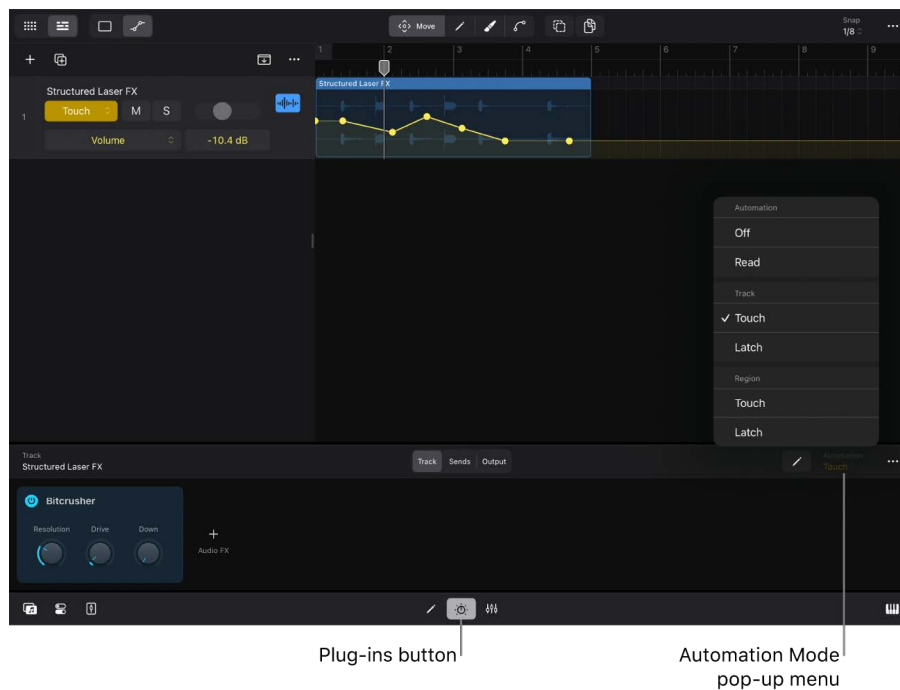 Move
Snap
1/8
1 2 3 4 5 6 7 8 9
Structured Laser FX
Structured Laser FX
Touch M S
1
Volume -10.4 dB
Automation
Off
Read
Track
Touch
Latch
Region
Touch
Latch
Track
Structured Laser FX
Track Sends Output
Automation
Touch
Bitcrusher
Resolution Drive Down
Audio FX
Plug-ins button
Automation Mode
pop-up menu